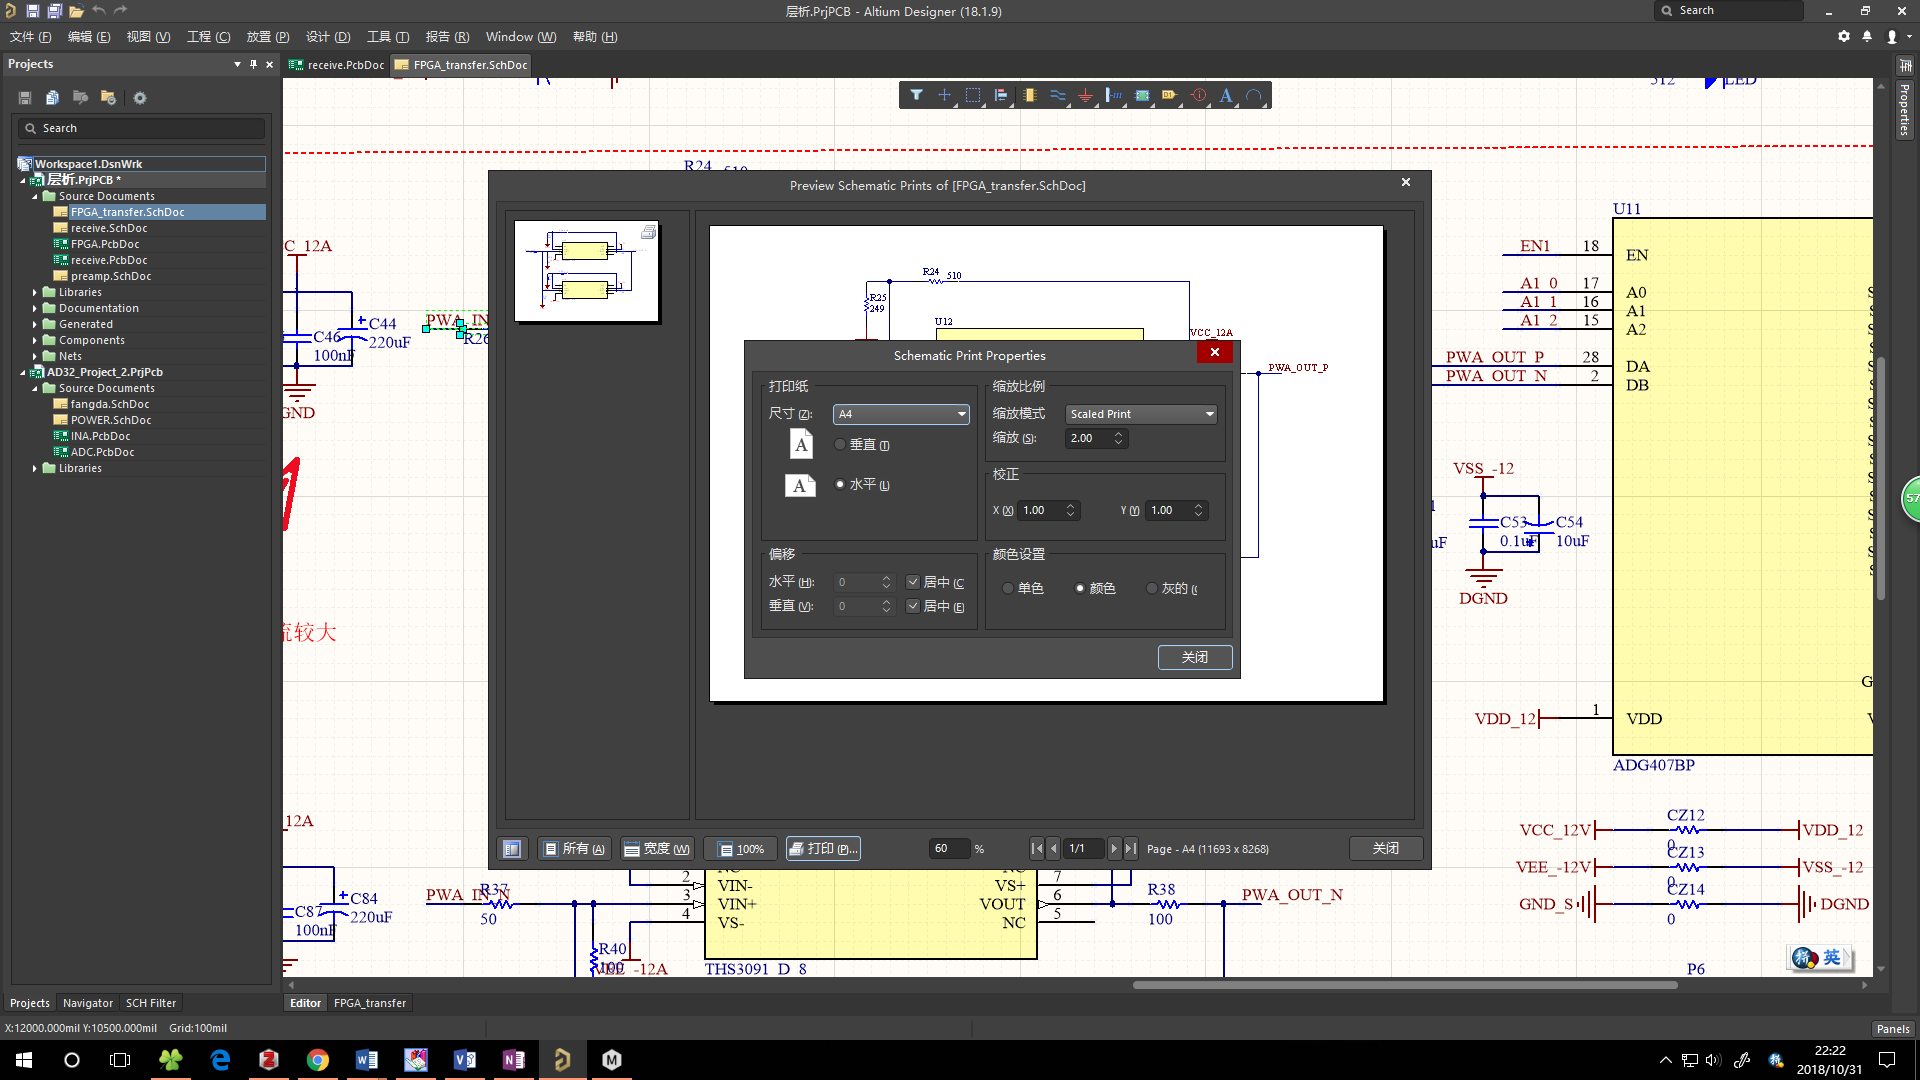 层析.PrjPCB - Altium Designer (18.1.9)
Search
文件 (F)
编辑 (E)
视图 (V)
工程 (C)
放置 (P)
设计 (D)
工具 (T)
报告 (R)
Window (W)
帮助 (H)
Projects
receive.PcbDoc
FPGA_transfer.SchDoc
Search
Workspace1.DsnWrk
层析.PrjPCB *
Source Documents
FPGA_transfer.SchDoc
receive.SchDoc
FPGA.PcbDoc
receive.PcbDoc
preamp.SchDoc
Libraries
Documentation
Generated
Components
Nets
AD32_Project_2.PrjPcb
Source Documents
fangda.SchDoc
POWER.SchDoc
INA.PcbDoc
ADC.PcbDoc
Libraries
Projects
Navigator
SCH Filter
Properties
512
LED
R24
510
C_12A
C44
220uF
C46
100nF
GND
PWA_IN
R26
流较大
Preview Schematic Prints of [FPGA_transfer.SchDoc]
R24
510
R25
249
U12
VCC_12A
PWA_OUT_P
Schematic Print Properties
打印纸
尺寸 (Z):
A4
垂直 (T)
水平 (L)
缩放比例
缩放模式
Scaled Print
缩放 (S):
2.00
校正
X (X)
1.00
Y (Y)
1.00
偏移
水平 (H):
0
居中 (C
垂直 (V):
0
居中 (E)
颜色设置
单色
颜色
灰的 (
关闭
所有 (A)
宽度 (W)
100%
打印 (P)...
60
%
1/1
Page - A4 (11693 x 8268)
关闭
U11
EN1
18
EN
A1_0
17
A0
A1_1
16
A1
A1_2
15
A2
PWA_OUT_P
28
DA
PWA_OUT_N
2
DB
VSS_-12
C53
0.1uF
C54
10uF
uF
DGND
VDD_12
1
VDD
ADG407BP
CZ12
VCC_12V
VDD_12
0
CZ13
VEE_-12V
VSS_-12
0
CZ14
GND_S
DGND
0
P6
12A
C84
220uF
C87
100nF
PWA_IN_N
R37
50
R40
100
VEE_-12A
2
VIN-
3
VIN+
4
VS-
7
VS+
6
VOUT
5
NC
THS3091_D_8
R38
100
PWA_OUT_N
57
英
Editor
FPGA_transfer
X:12000.000mil Y:10500.000mil
Grid:100mil
Panels
22:22
2018/10/31